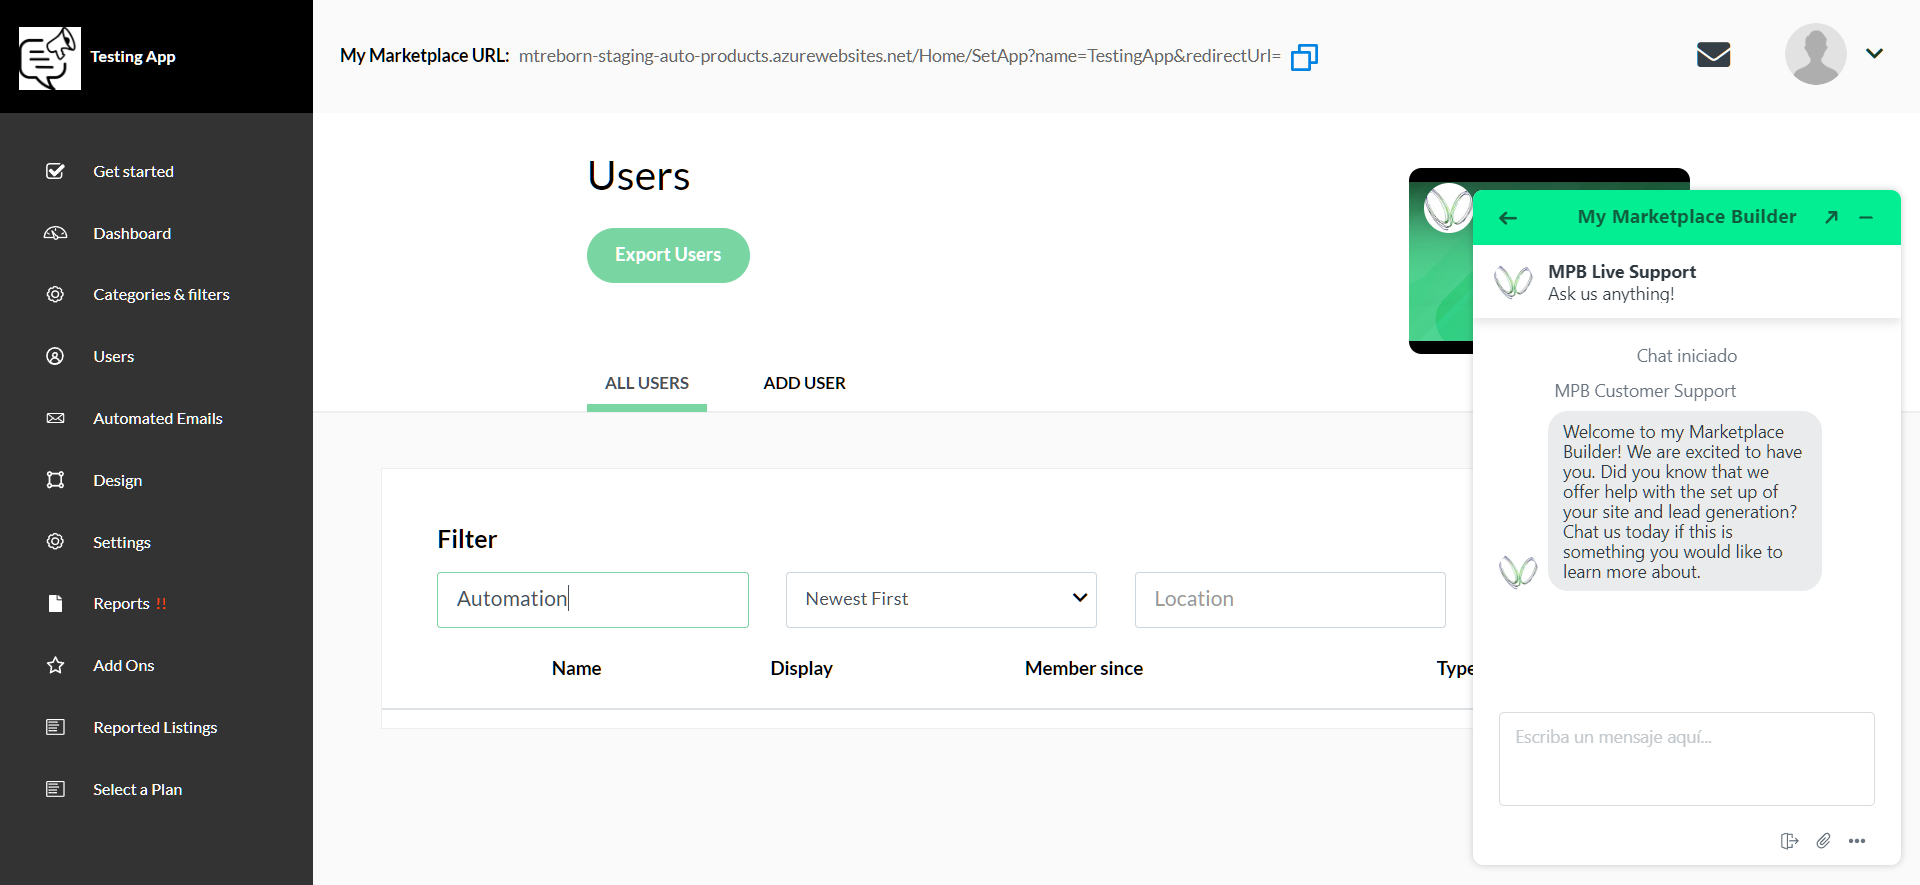 Testing App
My Marketplace URL: mtreborn-staging-auto-products.azurewebsites.net/Home/SetApp?name=TestingApp&redirectUrl=
Get started
Dashboard
Categories & filters
Users
Automated Emails
Design
Settings
Reports !!
Add Ons
Reported Listings
Select a Plan
Users
Export Users
ALL USERS
ADD USER
Filter
Automation
Newest First
Location
Name
Display
Member since
Type
My Marketplace Builder
MPB Live Support
Ask us anything!
Chat iniciado
MPB Customer Support
Welcome to my Marketplace
Builder! We are excited to have
you. Did you know that we
offer help with the set up of
your site and lead generation?
Chat us today if this is
something you would like to
learn more about.
Escriba un mensaje aquí...